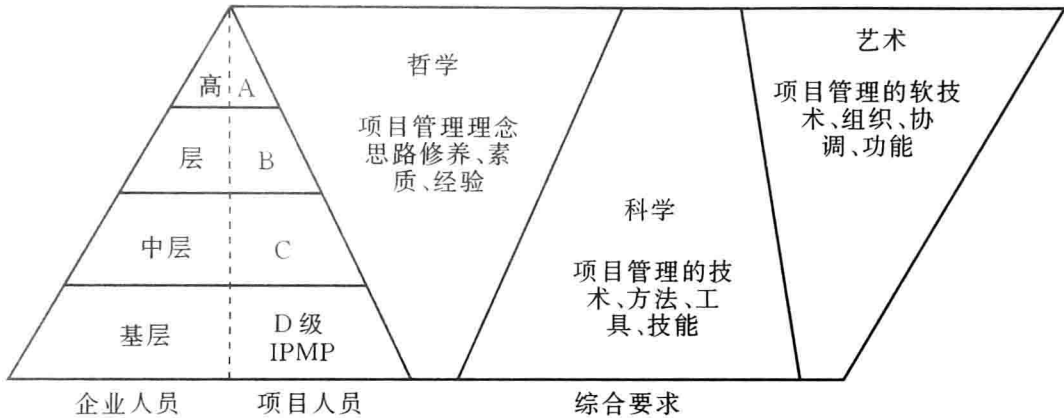 高 A
层 B
中层 C
基层 D 级
IPMP
哲学
项目管理理念
思路修养、素
质、经验
科学
项目管理的技
术、方法、工
具、技能
艺术
项目管理的软技
术、组织、协
调、功能
企业人员 项目人员 综合要求